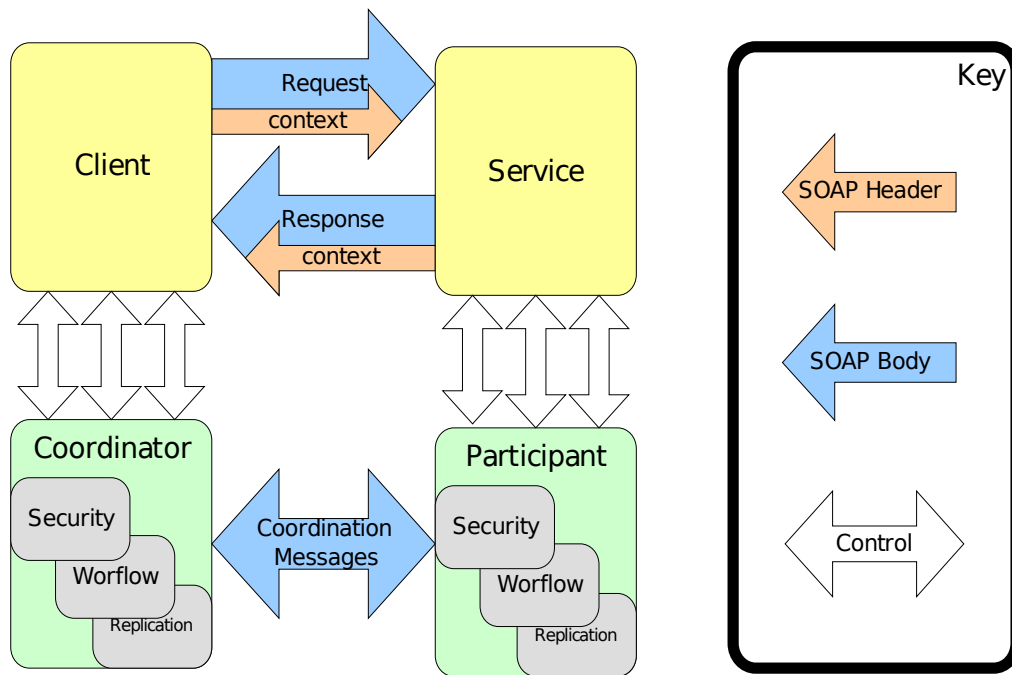 Client
Request
context
Response
context
Service
Coordinator
Security
Worflow
Replication
Coordination
Messages
Participant
Security
Worflow
Replication
Key
SOAP Header
SOAP Body
Control